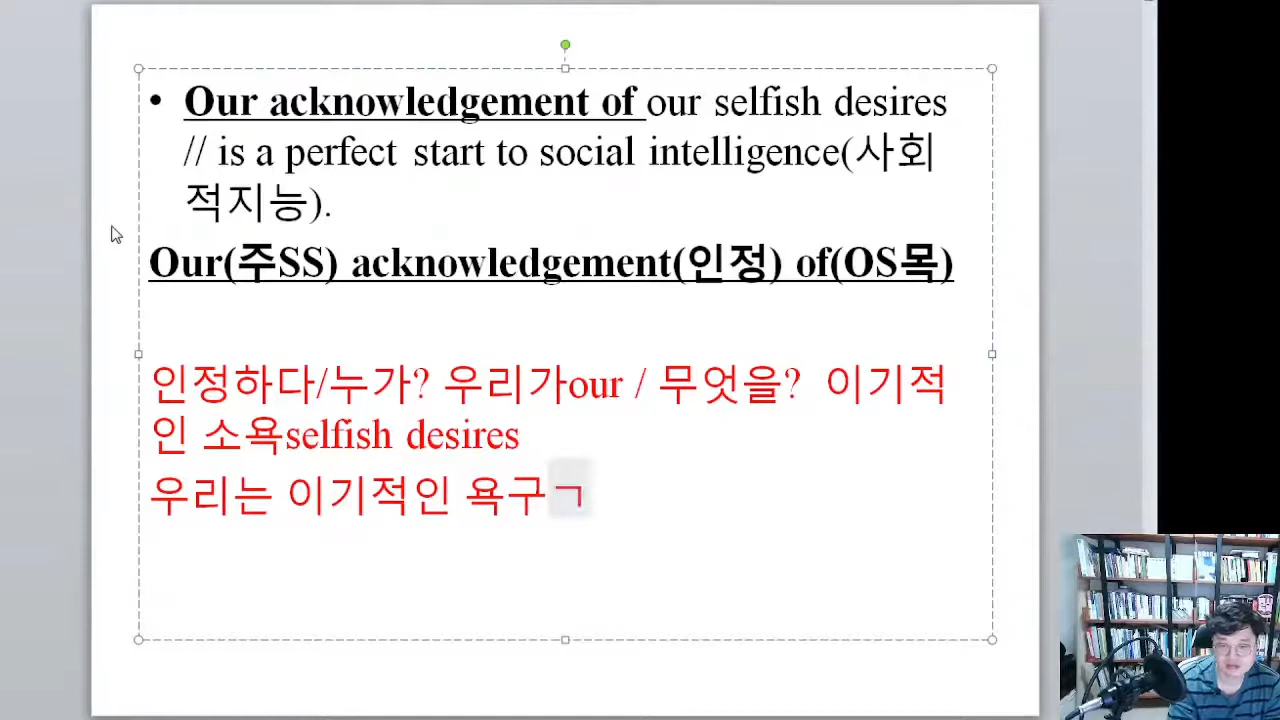 • Our acknowledgement of our selfish desires
// is a perfect start to social intelligence(사회
적지능).
Our(주SS) acknowledgement(인정) of(OS목)
인정하다/누가? 우리가our / 무엇을? 이기적
인 소욕selfish desires
우리는 이기적인 욕구ㄱ